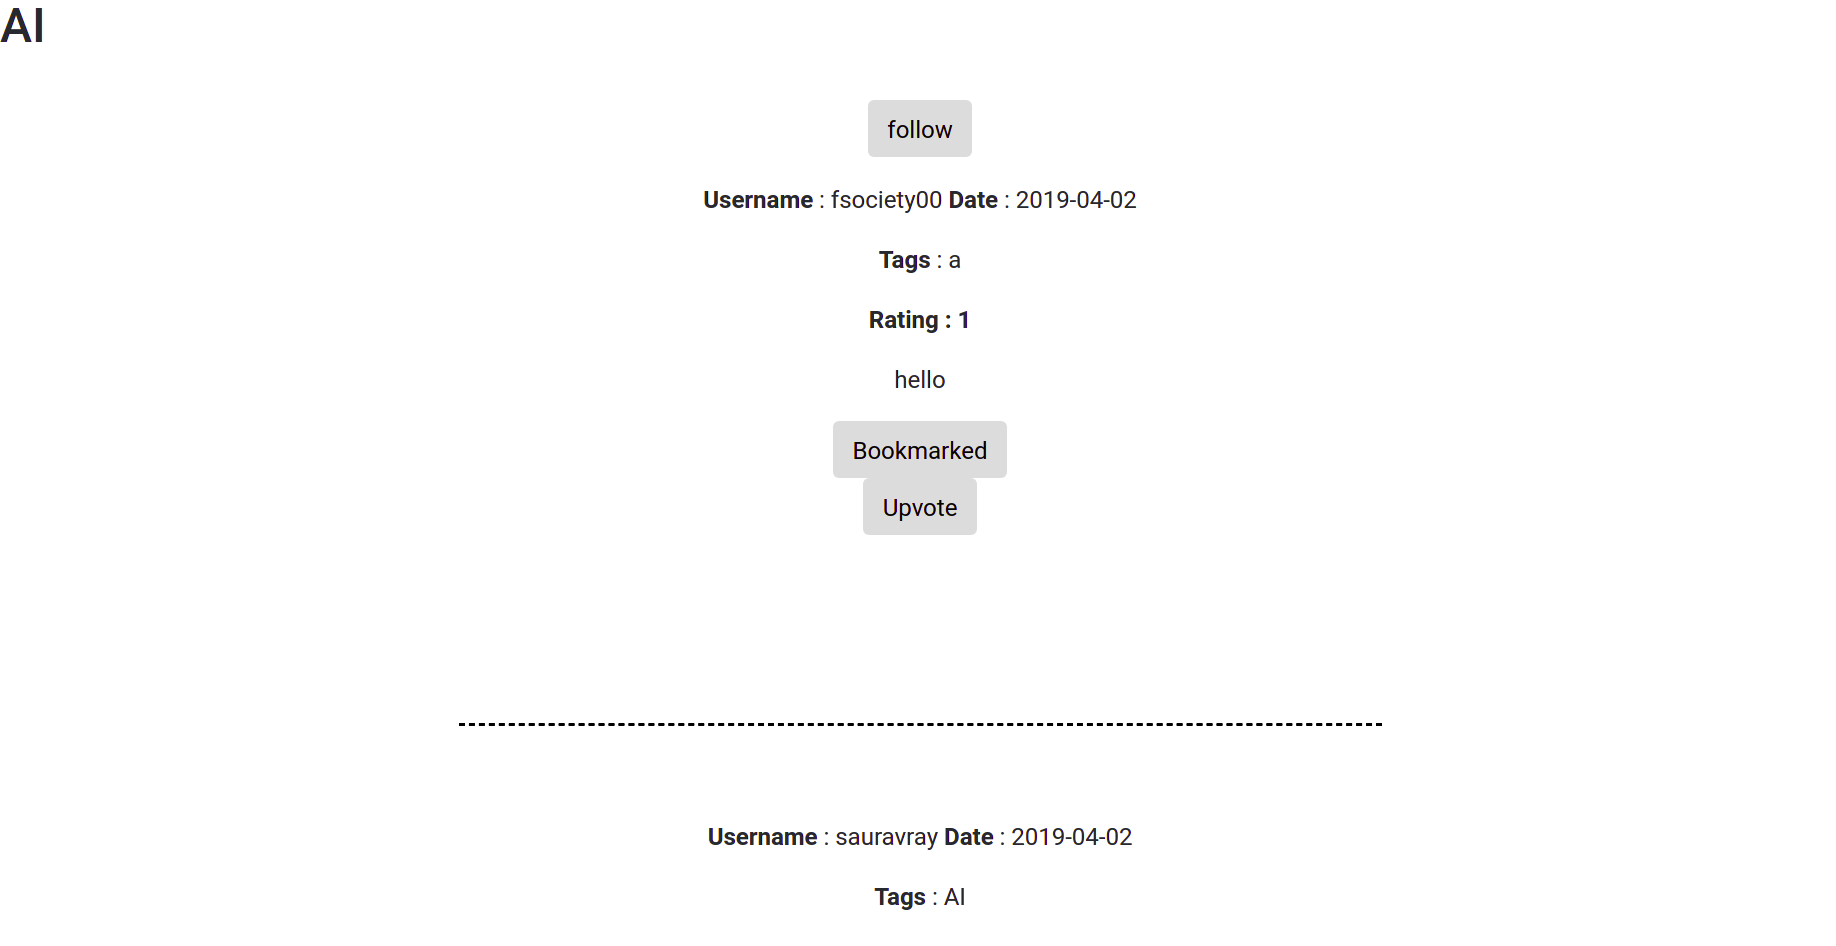 AI
follow
Username : fsociety00 Date : 2019-04-02
Tags : a
Rating : 1
hello
Bookmarked
Upvote
Username : sauravray Date : 2019-04-02
Tags : AI